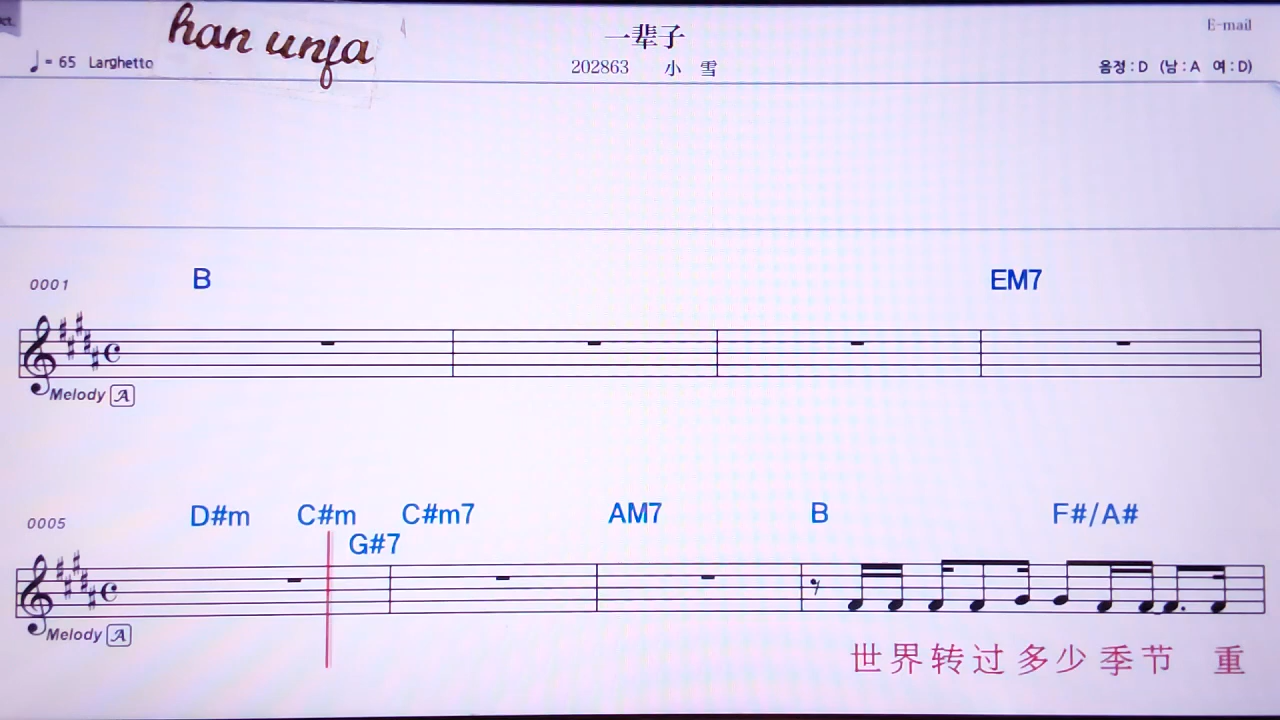 han unfa
一辈子
E-mail
♩= 65 Larghetto
202863 小 雪
음정 : D (남 : A 여 : D)
0001 B EM7
Melody A
0005 D#m C#m C#m7 AM7 B F#/A#
G#7
Melody A
世界转过多少季节 重